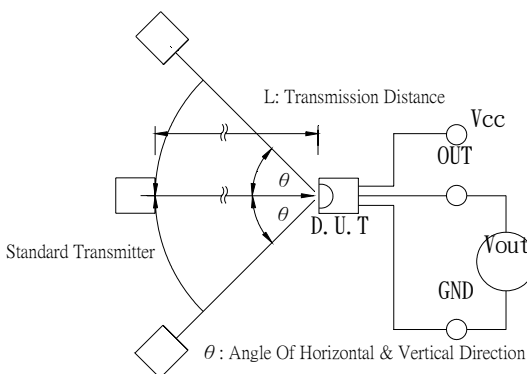 L: Transmission Distance
Vcc
OUT
θ
θ
D.U.T
Standard Transmitter
Vout
GND
θ : Angle Of Horizontal & Vertical Direction